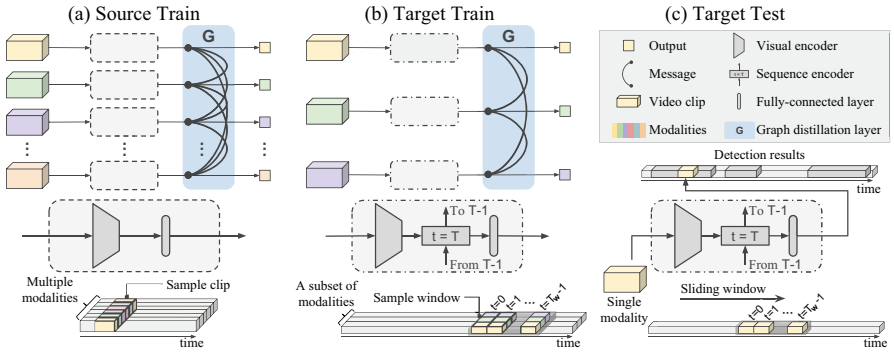 (a) Source Train
G
Multiple
modalities
Sample clip
time
(b) Target Train
G
To T-1
t = T
From T-1
A subset of
modalities
Sample window
t=0
t=1
...
t=Tw-1
time
(c) Target Test
Output
Visual encoder
Message
t = T
Sequence encoder
Video clip
Fully-connected layer
Modalities
G
Graph distillation layer
Detection results
time
To T-1
t = T
From T-1
Single
modality
Sliding window
t=0
t=1
...
t=Tw-1
time